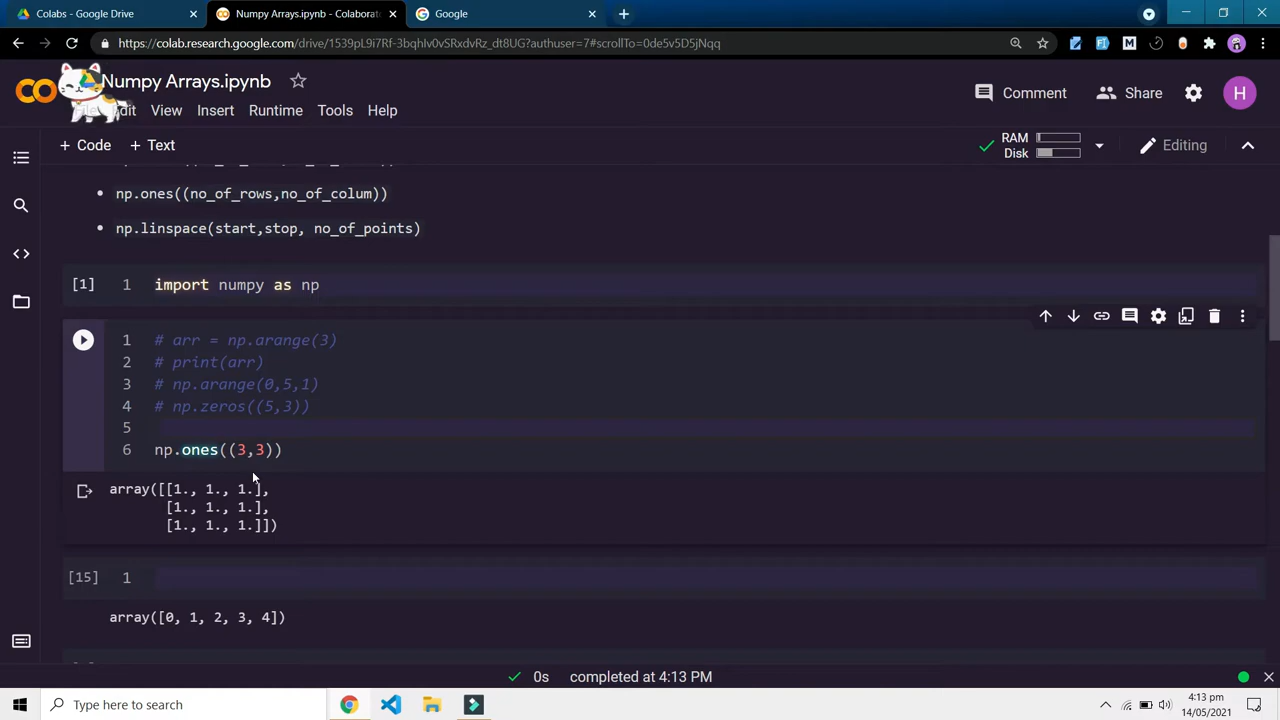 Colabs - Google Drive
Numpy Arrays.ipynb - Colaborat
Google
https://colab.research.google.com/drive/1539pL9i7Rf-3bqhIv0vSRxdvRz_dt8UG?authuser=7#scrollTo=0de5v5D5jNqq
Numpy Arrays.ipynb
File Edit View Insert Runtime Tools Help
Comment Share H
+ Code + Text
RAM
Disk
Editing
np.ones((no_of_rows,no_of_colum))
np.linspace(start,stop, no_of_points)
[1] 1 import numpy as np
1 # arr = np.arange(3)
2 # print(arr)
3 # np.arange(0,5,1)
4 # np.zeros((5,3))
5
6 np.ones((3,3))
array([[1., 1., 1.],
[1., 1., 1.],
[1., 1., 1.]])
[15] 1
array([0, 1, 2, 3, 4])
0s completed at 4:13 PM
Type here to search
4:13 pm
14/05/2021